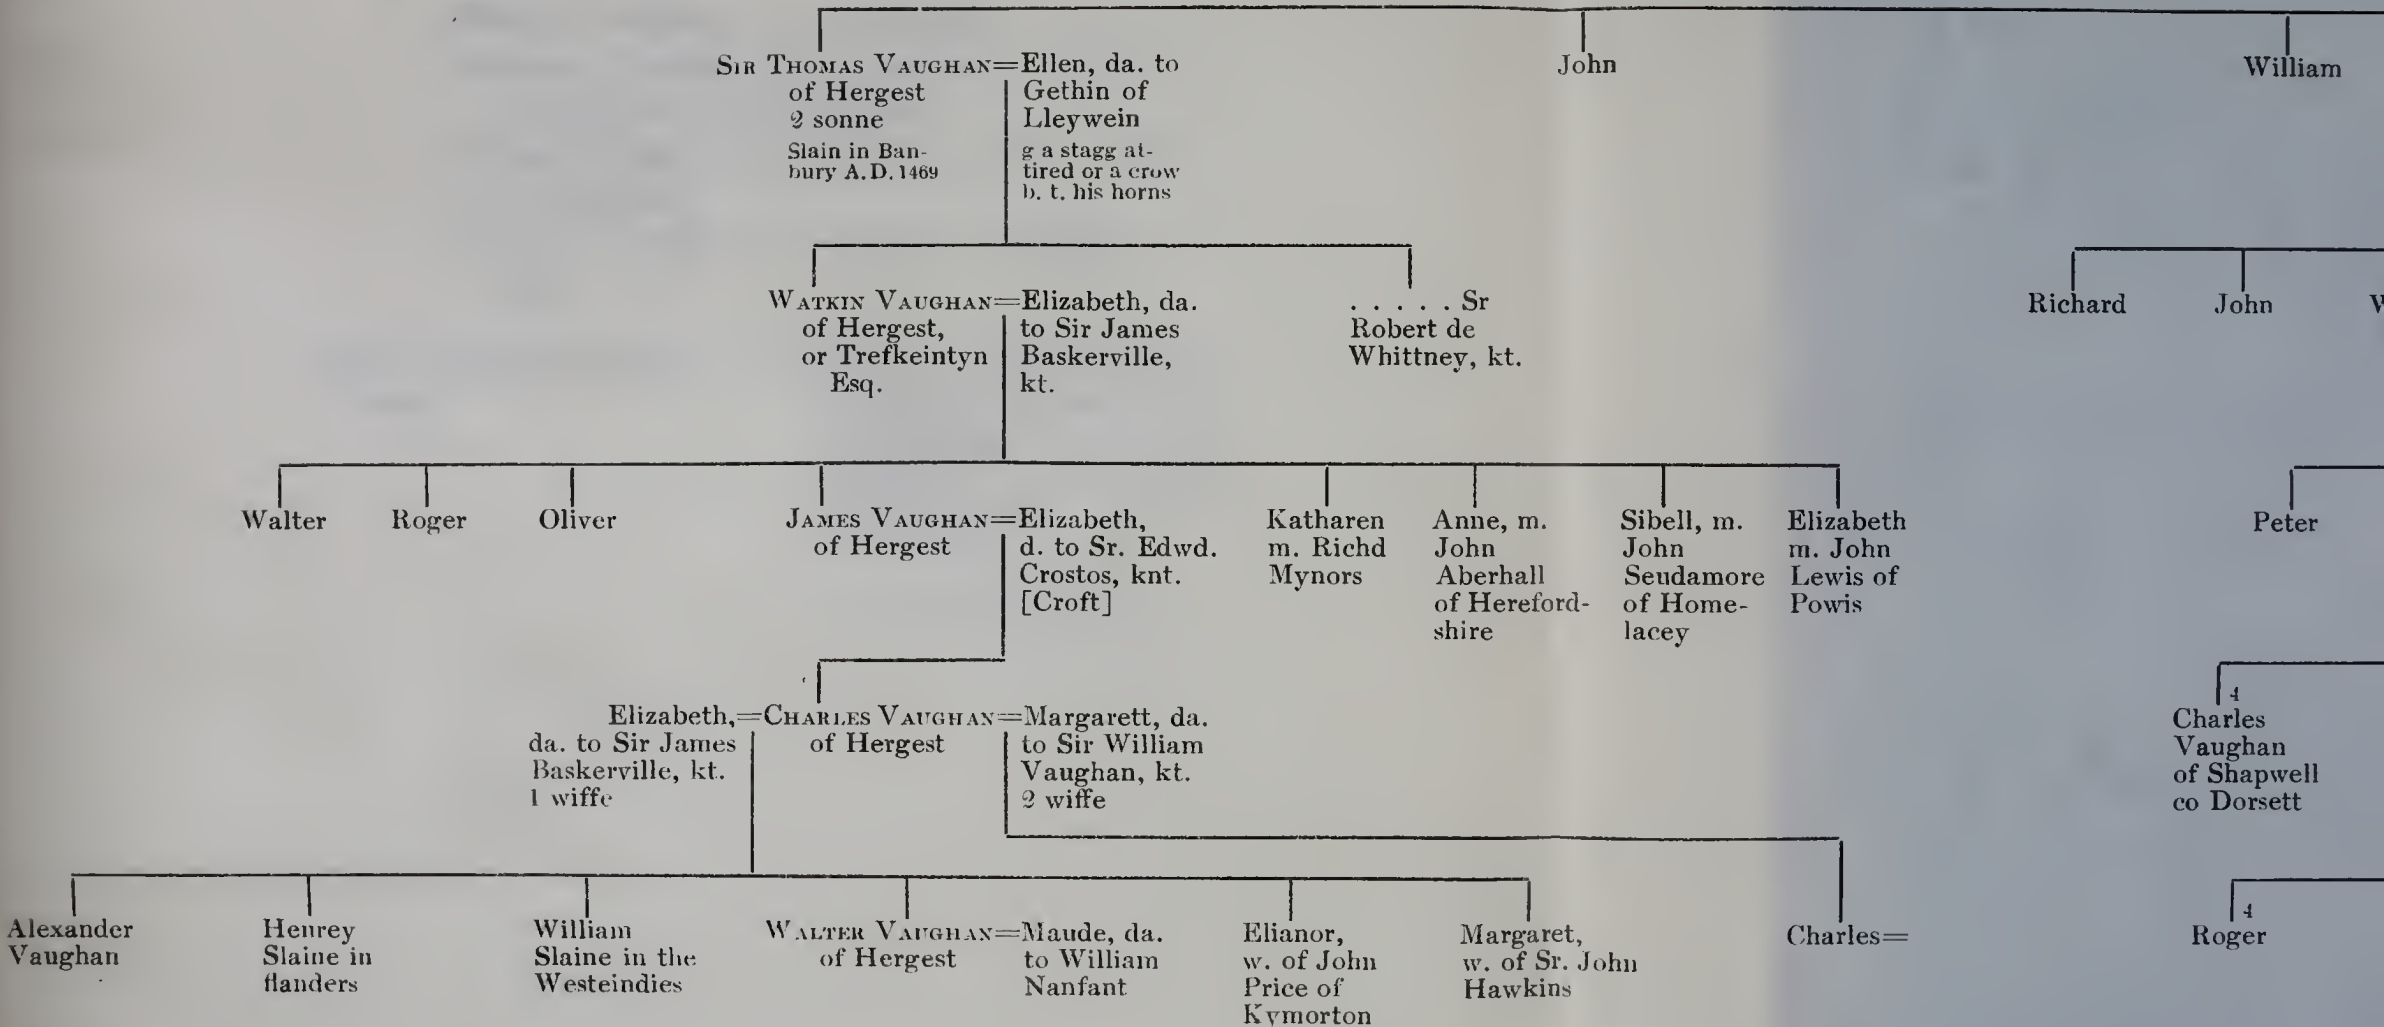 SIR THOMAS VAUGHAN=Ellen, da. to
of Hergest
2 sonne
Slain in Ban-
bury A.D. 1469
Gethin of
Lleywein
g a stagg at-
tired or a crow
b. t. his horns
John
William
WATKIN VAUGHAN=Elizabeth, da.
of Hergest,
or Trefkeintyn
Esq.
to Sir James
Baskerville,
kt.
. . . . . Sr
Robert de
Whittney, kt.
Richard
John
Walter
Roger
Oliver
JAMES VAUGHAN=Elizabeth,
of Hergest
d. to Sr. Edwd.
Crostos, knt.
[Croft]
Katharen
m. Richd
Mynors
Anne, m.
John
Aberhall
of Hereford-
shire
Sibell, m.
John
Seudamore
of Home-
lacey
Elizabeth
m. John
Lewis of
Powis
Peter
Elizabeth,=CHARLES VAUGHAN=Margarett, da.
da. to Sir James
Baskerville, kt.
1 wiffe
of Hergest
to Sir William
Vaughan, kt.
2 wiffe
4
Charles
Vaughan
of Shapwell
co Dorsett
Alexander
Vaughan
Henrey
Slaine in
flanders
William
Slaine in the
Westeindies
WALTER VAUGHAN=Maude, da.
of Hergest
to William
Nanfant
Elianor,
w. of John
Price of
Kymorton
Margaret,
w. of Sr. John
Hawkins
Charles=
4
Roger